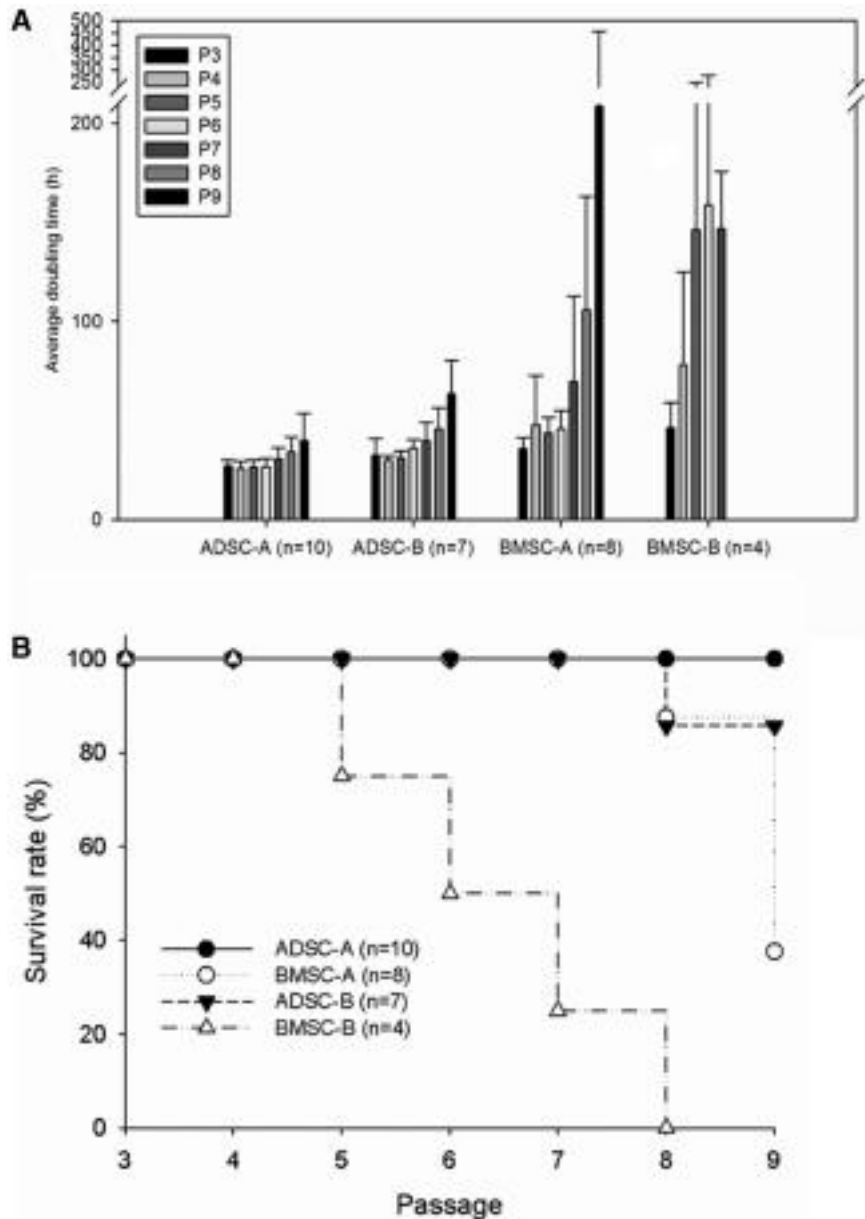 A
500
450
400
350
300
250
200
100
0
Average doubling time (h)
P3
P4
P5
P6
P7
P8
P9
ADSC-A (n=10) ADSC-B (n=7) BMSC-A (n=8) BMSC-B (n=4)
B
100
80
60
40
20
0
Survival rate (%)
ADSC-A (n=10)
BMSC-A (n=8)
ADSC-B (n=7)
BMSC-B (n=4)
3 4 5 6 7 8 9
Passage